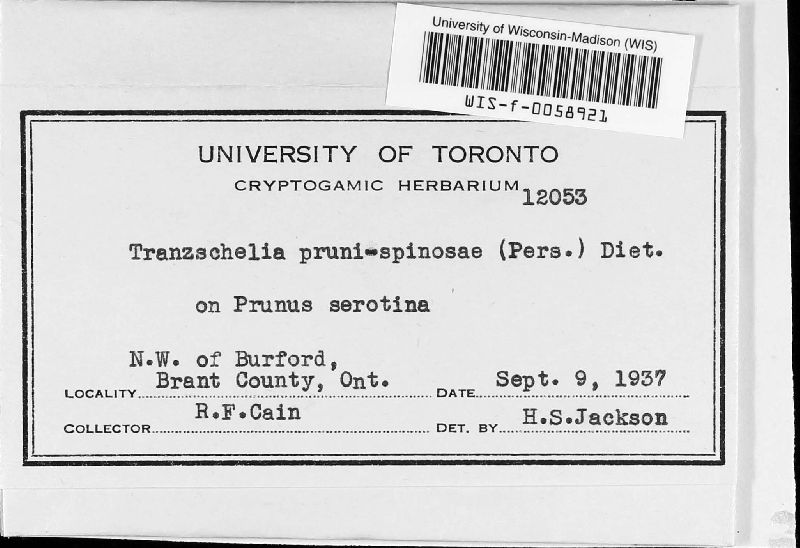 University of Wisconsin-Madison (WIS)
WIS-f-0058921
UNIVERSITY OF TORONTO
CRYPTOGAMIC HERBARIUM 12053
Tranzschelia pruni-spinosae (Pers.) Diet.
on Prunus serotina
N.W. of Burford,
LOCALITY Brant County, Ont. DATE Sept. 9, 1937
COLLECTOR R.F.Cain DET. BY H.S.Jackson